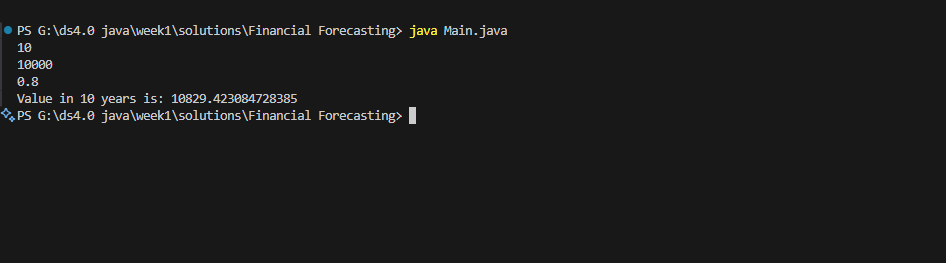 PS G:\ds4.0 java\week1\solutions\Financial Forecasting> java Main.java
10
10000
0.8
Value in 10 years is: 10829.423084728385
PS G:\ds4.0 java\week1\solutions\Financial Forecasting>